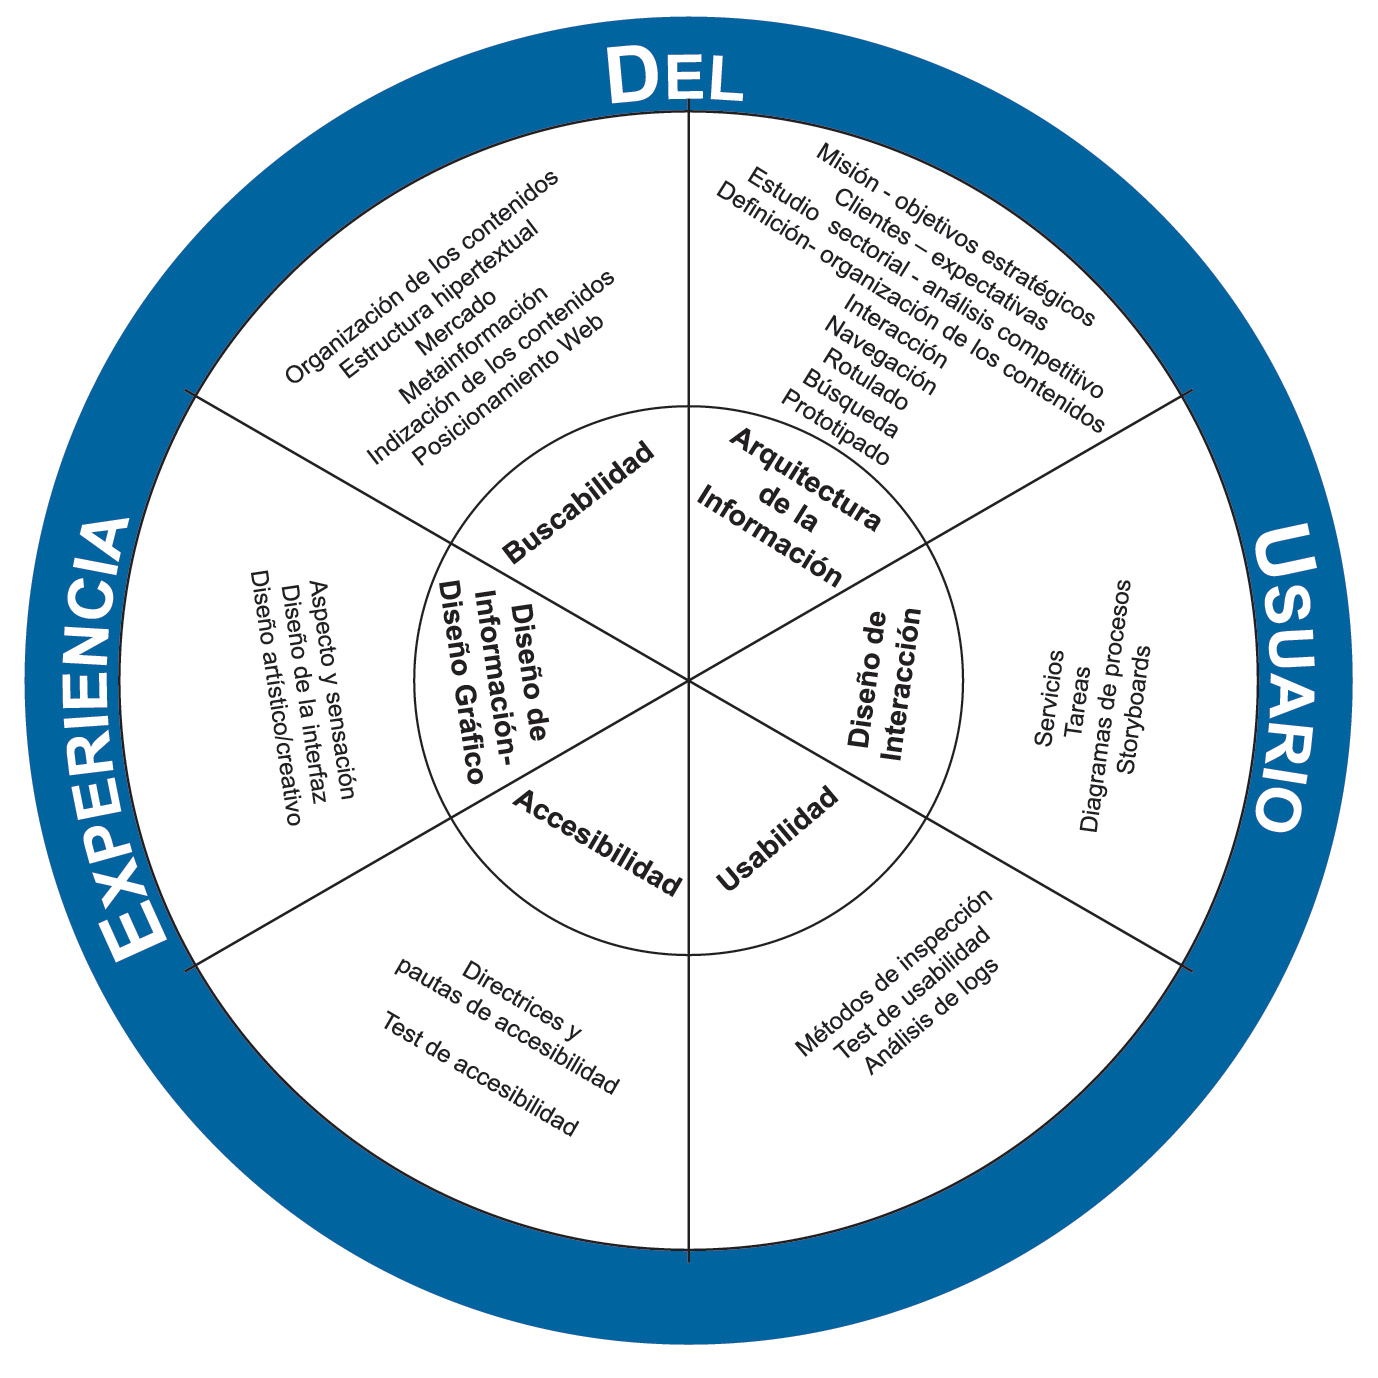 EXPERIENCIA
DEL
USUARIO
Organización de los contenidos
Estructura hipertextual
Mercado
Metainformación
Indización de los contenidos
Posicionamiento Web
Buscabilidad
Misión - objetivos estratégicos
Clientes – expectativas
Estudio sectorial - análisis competitivo
Definición- organización de los contenidos
Interacción
Navegación
Rotulado
Búsqueda
Prototipado
Arquitectura
de la
Información
Diseño de
Interacción
Servicios
Tareas
Diagramas de procesos
Storyboards
Usabilidad
Métodos de inspección
Test de usabilidad
Análisis de logs
Accesibilidad
Directrices y
pautas de accesibilidad
Test de accesibilidad
Diseño de
Información-
Diseño Gráfico
Aspecto y sensación
Diseño de la interfaz
Diseño artístico/creativo